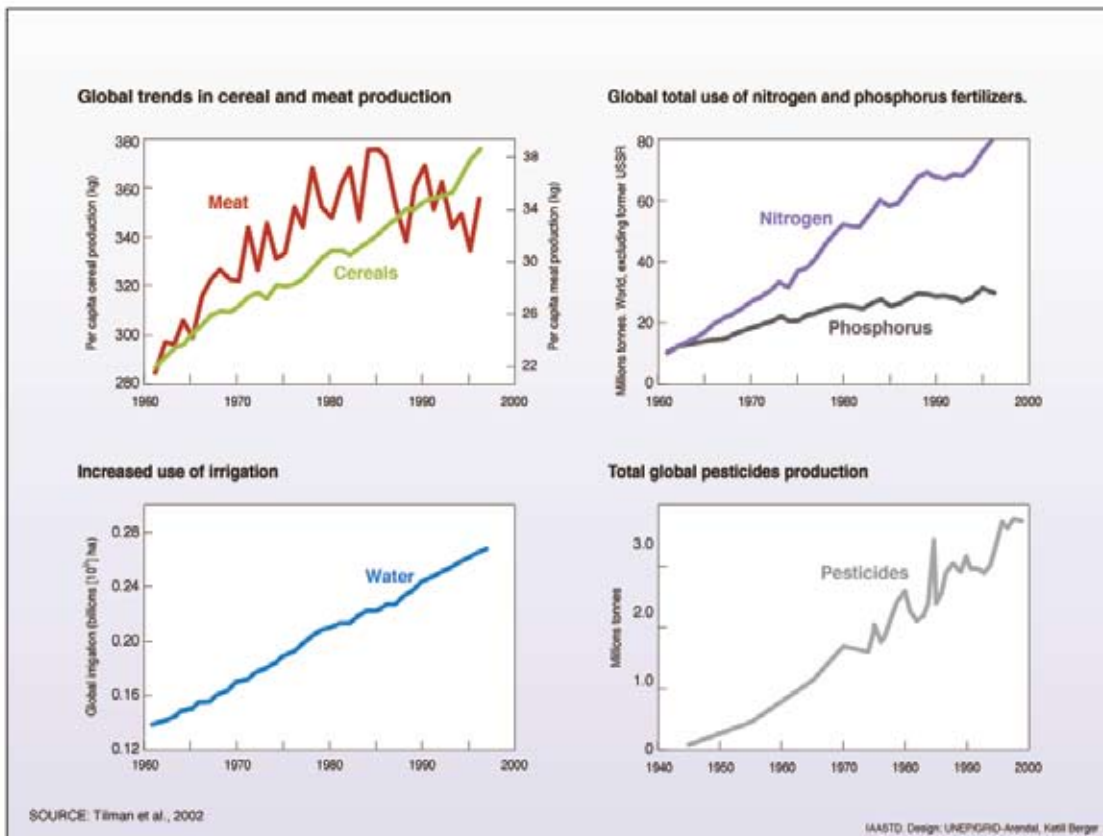 Global trends in cereal and meat production
Per capita cereal production (kg)
380
360
340
320
300
280
Meat
Cereals
38
34
30
26
22
Per capita meat production (kg)
1960
1970
1980
1990
2000
Global total use of nitrogen and phosphorus fertilizers.
Millions tonnes. World, excluding former USSR
80
60
40
20
0
Nitrogen
Phosphorus
1960
1970
1980
1990
2000
Increased use of irrigation
Global irrigation (billions [10⁹] ha)
0.28
0.24
0.20
0.16
0.12
Water
1960
1970
1980
1990
2000
Total global pesticides production
Millions tonnes
3.0
2.0
1.0
0
Pesticides
1940
1950
1960
1970
1980
1990
2000
SOURCE: Tilman et al., 2002
IAASTD. Design: UNEP/GRID-Arendal, Ketill Berger